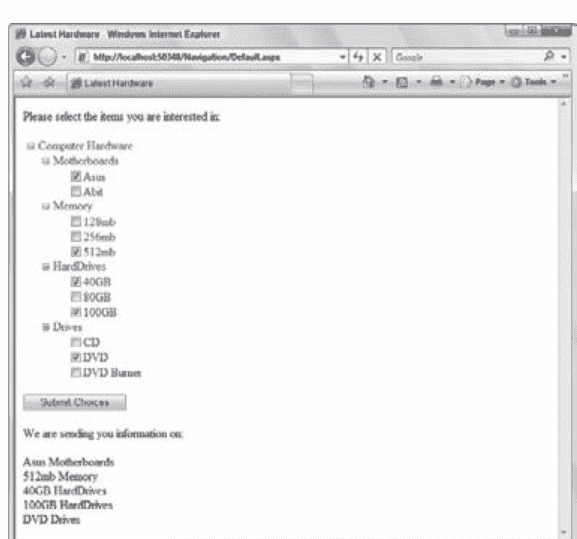 Latest Hardware - Windows Internet Explorer
http://localhost:50348/Navigation/Default.aspx
Google
Latest Hardware
Page
Tools
Please select the items you are interested in:
Computer Hardware
Motherboards
Asus
Abit
Memory
128mb
256mb
512mb
HardDrives
40GB
80GB
100GB
Drives
CD
DVD
DVD Burner
Submit Choices
We are sending you information on:
Asus Motherboards
512mb Memory
40GB HardDrives
100GB HardDrives
DVD Drives